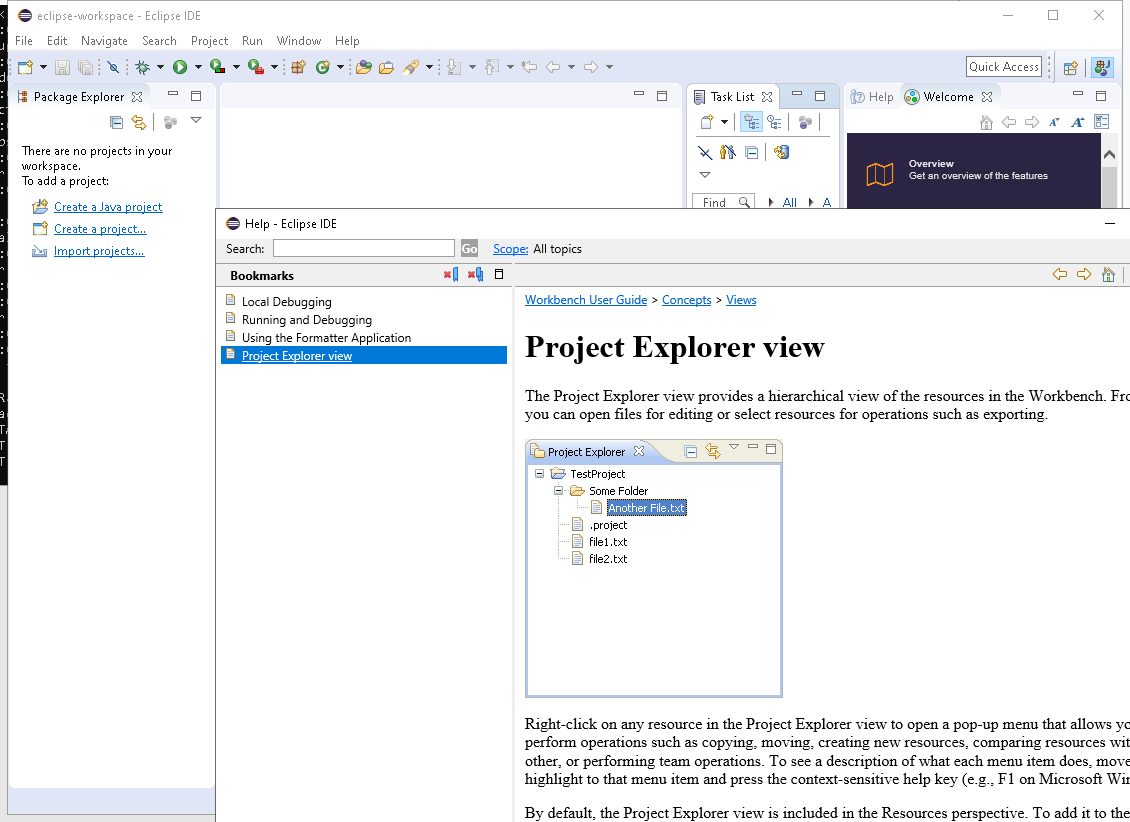 eclipse-workspace - Eclipse IDE
File Edit Navigate Search Project Run Window Help
Quick Access
Package Explorer
Task List
Help
Welcome
There are no projects in your
workspace.
To add a project:
Create a Java project
Create a project...
Import projects...
Find
All
A
Overview
Get an overview of the features
Help - Eclipse IDE
Search:
Go
Scope: All topics
Bookmarks
Local Debugging
Running and Debugging
Using the Formatter Application
Project Explorer view
Workbench User Guide > Concepts > Views
Project Explorer view
The Project Explorer view provides a hierarchical view of the resources in the Workbench. Fro
you can open files for editing or select resources for operations such as exporting.
Project Explorer
TestProject
Some Folder
Another File.txt
.project
file1.txt
file2.txt
Right-click on any resource in the Project Explorer view to open a pop-up menu that allows yo
perform operations such as copying, moving, creating new resources, comparing resources wit
other, or performing team operations. To see a description of what each menu item does, move
highlight to that menu item and press the context-sensitive help key (e.g., F1 on Microsoft Win
By default, the Project Explorer view is included in the Resources perspective. To add it to the